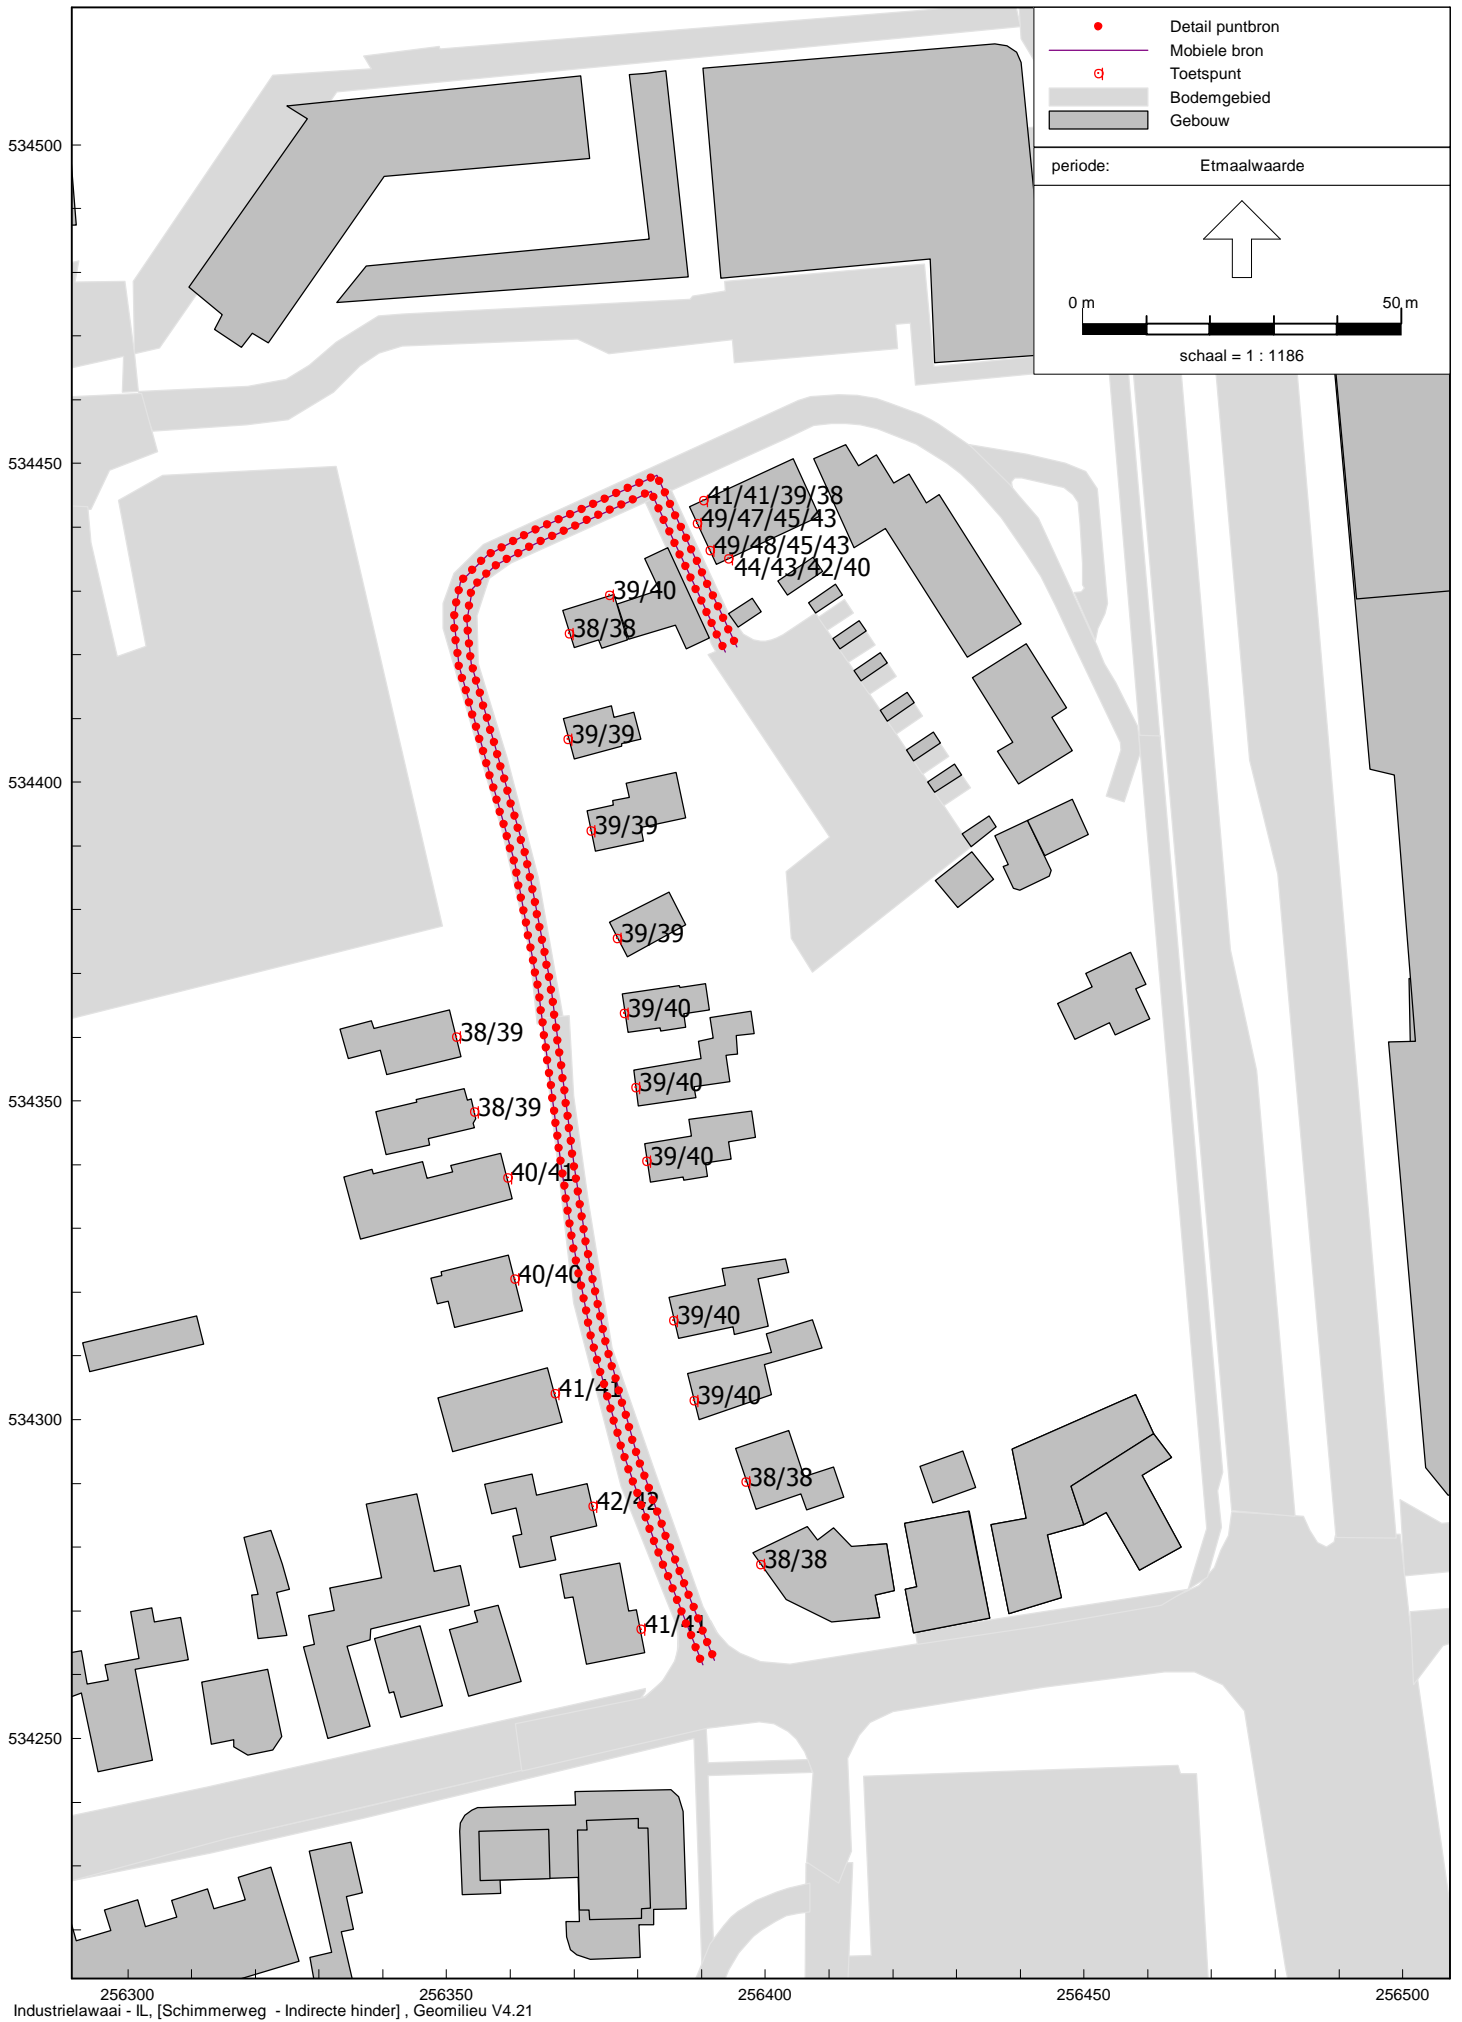 Detail puntbron
Mobiele bron
Toetspunt
Bodemgebied
Gebouw
periode: Etmaalwaarde
0 m 50 m
schaal = 1 : 1186
534500
534450
534400
534350
534300
534250
41/41/39/38
49/47/45/43
49/48/45/43
44/43/42/40
39/40
38/38
39/39
39/39
39/39
39/40
38/39
39/40
38/39
39/40
40/41
40/40
39/40
41/41
39/40
38/38
42/42
38/38
41/41
256300 256350 256400 256450 256500
Industrielawaai - IL, [Schimmerweg - Indirecte hinder] , Geomilieu V4.21